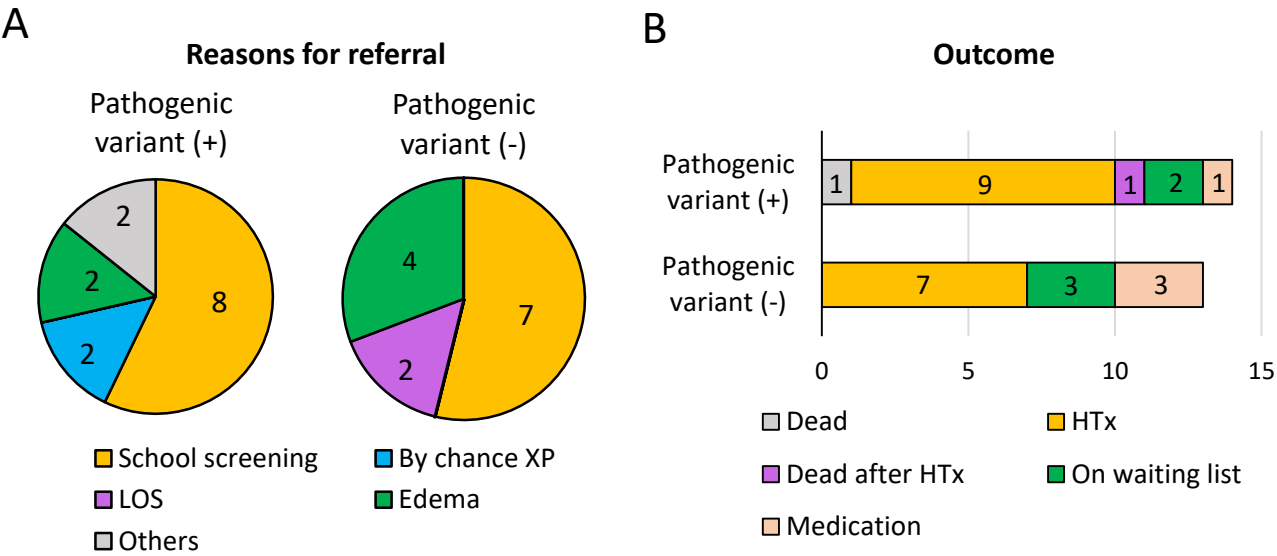 A
Reasons for referral
Pathogenic
variant (+)
Pathogenic
variant (-)
2
2
2
8
4
2
7
School screening
By chance XP
LOS
Edema
Others
B
Outcome
Pathogenic
variant (+)
1
9
1
2
1
Pathogenic
variant (-)
7
3
3
0
5
10
15
Dead
HTx
Dead after HTx
On waiting list
Medication